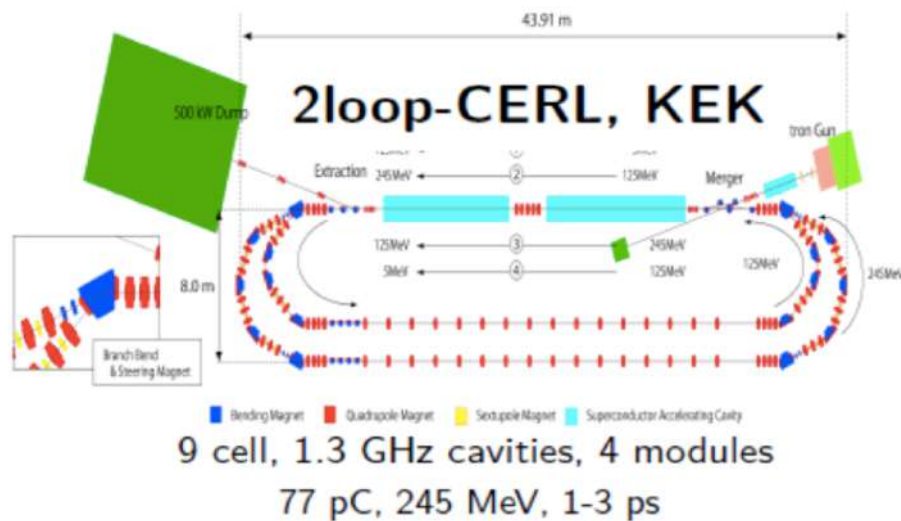 43.91 m
2loop-CERL, KEK
500 kW Dump
tron Gun
Extraction
Merger
245MeV ② 125MeV
125MeV ③ 245MeV
5MeV ④ 125MeV
125MeV
245MeV
8.0 m
Branch Bend
& Steering Magnet
Bending Magnet Quadrupole Magnet Sextupole Magnet Superconductor Accelerating Cavity
9 cell, 1.3 GHz cavities, 4 modules
77 pC, 245 MeV, 1-3 ps